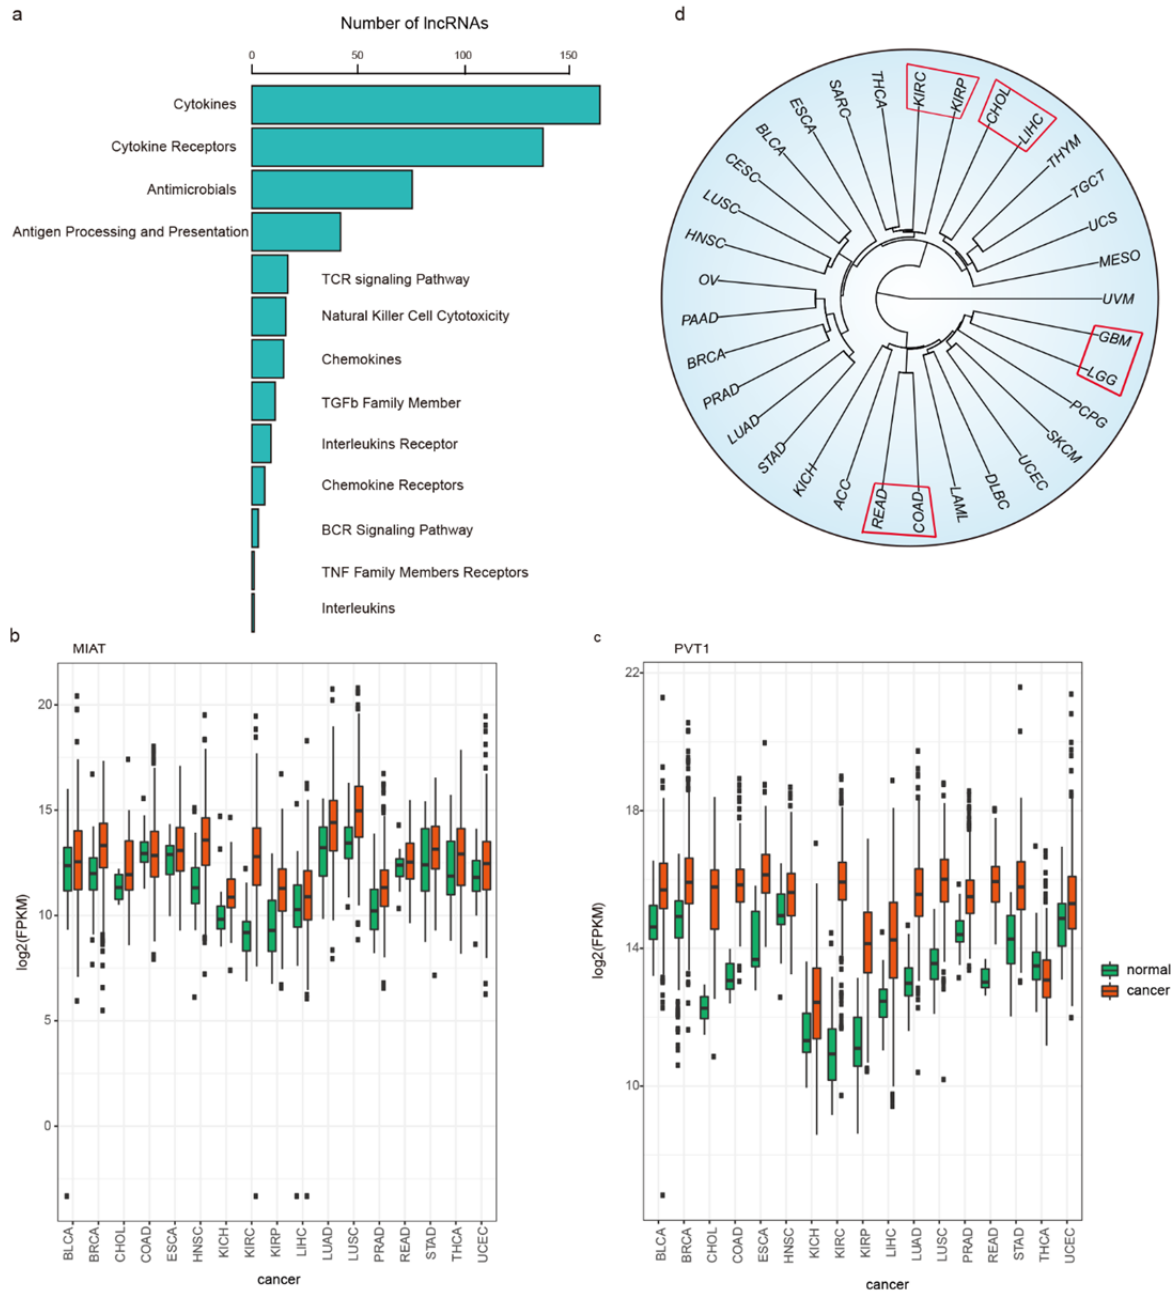 a
Number of lncRNAs
0 50 100 150
Cytokines
Cytokine Receptors
Antimicrobials
Antigen Processing and Presentation
TCR signaling Pathway
Natural Killer Cell Cytotoxicity
Chemokines
TGFb Family Member
Interleukins Receptor
Chemokine Receptors
BCR Signaling Pathway
TNF Family Members Receptors
Interleukins
d
KIRC
KIRP
CHOL
LIHC
THYM
TGCT
UCS
MESO
UVM
GBM
LGG
PCPG
SKCM
UCEC
DLBC
LAML
COAD
READ
ACC
KICH
STAD
LUAD
PRAD
BRCA
PAAD
OV
HNSC
LUSC
CESC
BLCA
ESCA
SARC
THCA
b
MIAT
log2(FPKM)
20
15
10
5
0
BLCA BRCA CHOL COAD ESCA HNSC KICH KIRC KIRP LIHC LUAD LUSC PRAD READ STAD THCA UCEC
cancer
c
PVT1
log2(FPKM)
22
18
14
10
BLCA BRCA CHOL COAD ESCA HNSC KICH KIRC KIRP LIHC LUAD LUSC PRAD READ STAD THCA UCEC
cancer
normal
cancer